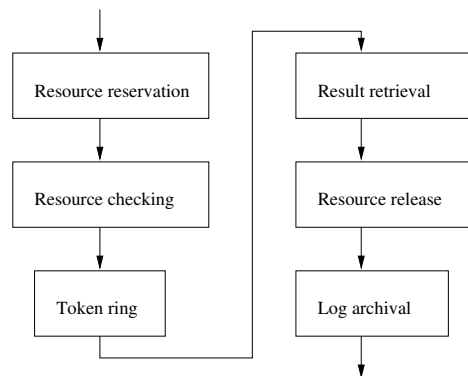 Resource reservation
Resource checking
Token ring
Result retrieval
Resource release
Log archival